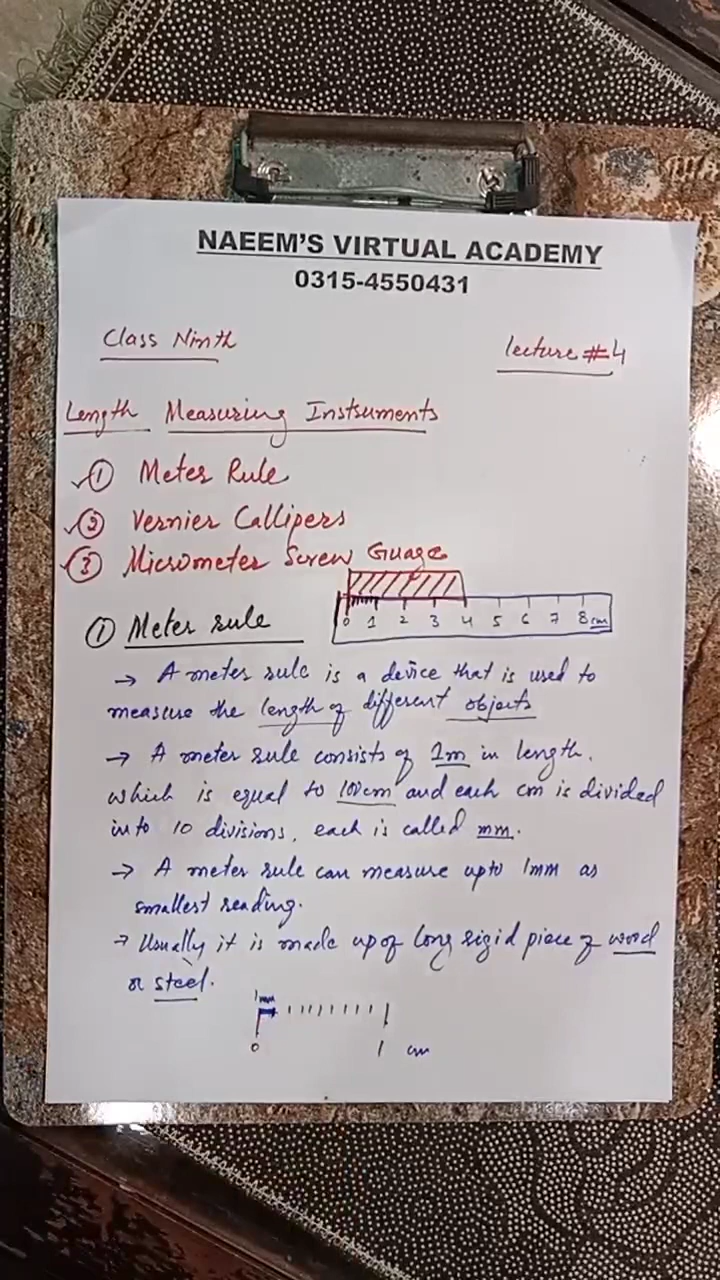 NAEEM'S VIRTUAL ACADEMY
0315-4550431
Class Ninth
lecture #4
Length Measuring Instruments
① Meter Rule
② Vernier Callipers
③ Micrometer Screw Guage
① Meter rule
0 1 2 3 4 5 6 7 8 cm
→ A meter rule is a device that is used to
measure the length of different objects
→ A meter rule consists of 1m in length.
which is equal to 100cm and each cm is divided
into 10 divisions, each is called mm.
→ A meter rule can measure upto 1mm as
smallest reading.
→ Usually it is made up of long rigid piece of wood
or steel.
1mm
0 1 cm